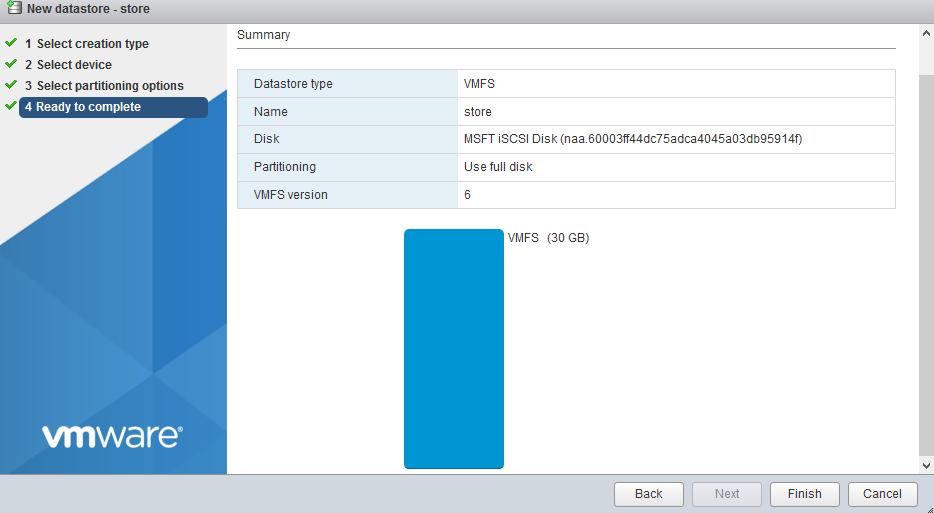 New datastore - store
1 Select creation type
2 Select device
3 Select partitioning options
4 Ready to complete
vmware®
Summary
Datastore type VMFS
Name store
Disk MSFT iSCSI Disk (naa.60003ff44dc75adca4045a03db95914f)
Partitioning Use full disk
VMFS version 6
VMFS (30 GB)
Back Next Finish Cancel